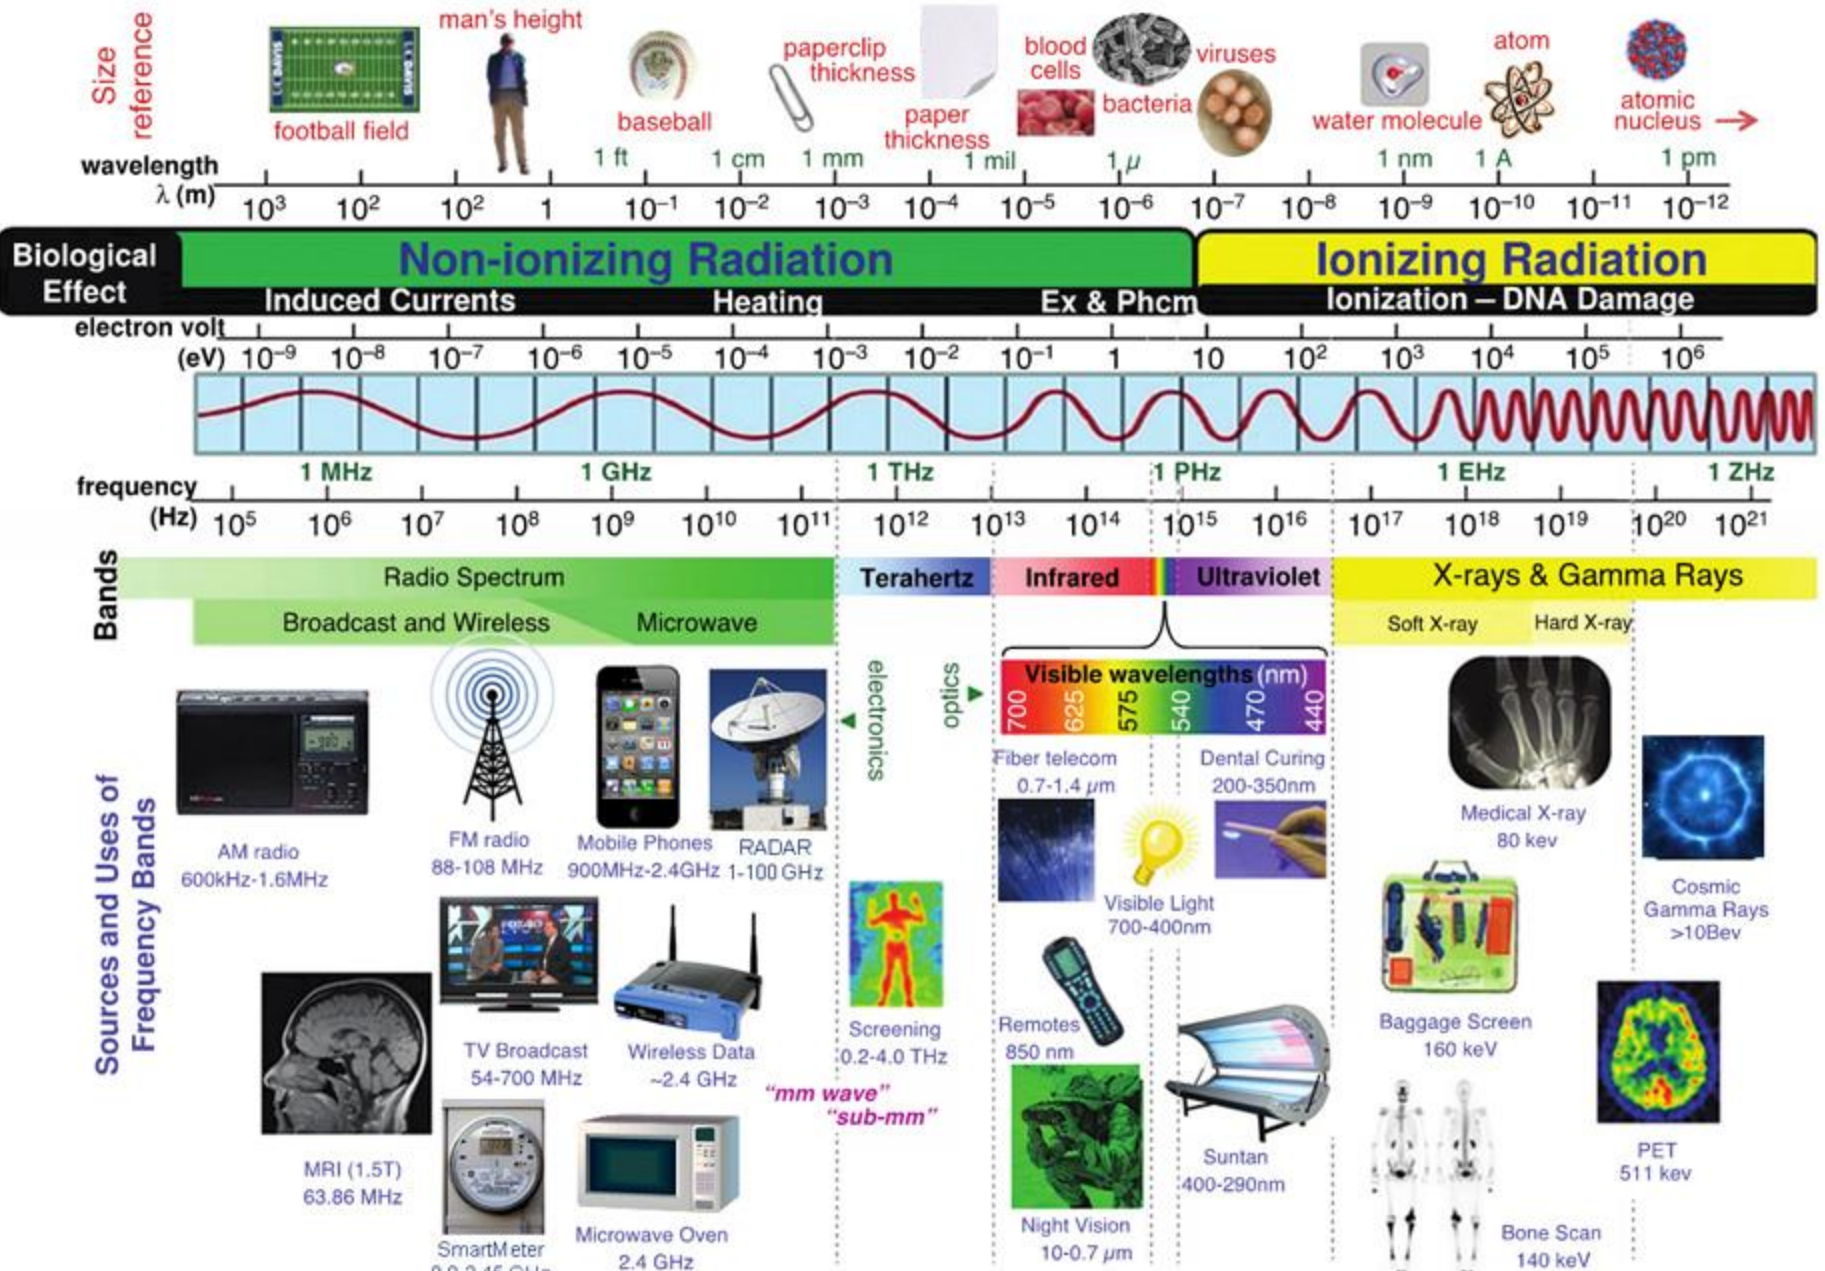 Size
reference
football field
man's height
baseball
paperclip
thickness
paper
thickness
blood
cells
bacteria
viruses
water molecule
atom
atomic
nucleus
wavelength
λ (m)
1 ft 1 cm 1 mm 1 mil 1 µ 1 nm 1 A 1 pm
10³ 10² 10² 1 10⁻¹ 10⁻² 10⁻³ 10⁻⁴ 10⁻⁵ 10⁻⁶ 10⁻⁷ 10⁻⁸ 10⁻⁹ 10⁻¹⁰ 10⁻¹¹ 10⁻¹²
Biological
Effect
Non-ionizing Radiation
Ionizing Radiation
Induced Currents Heating Ex & Phcm
Ionization – DNA Damage
electron volt
(eV) 10⁻⁹ 10⁻⁸ 10⁻⁷ 10⁻⁶ 10⁻⁵ 10⁻⁴ 10⁻³ 10⁻² 10⁻¹ 1 10 10² 10³ 10⁴ 10⁵ 10⁶
1 MHz 1 GHz 1 THz 1 PHz 1 EHz 1 ZHz
frequency
(Hz) 10⁵ 10⁶ 10⁷ 10⁸ 10⁹ 10¹⁰ 10¹¹ 10¹² 10¹³ 10¹⁴ 10¹⁵ 10¹⁶ 10¹⁷ 10¹⁸ 10¹⁹ 10²⁰ 10²¹
Bands
Radio Spectrum Terahertz Infrared Ultraviolet X-rays & Gamma Rays
Broadcast and Wireless Microwave Soft X-ray Hard X-ray
electronics
optics
Visible wavelengths (nm)
700 625 575 540 470 440
Sources and Uses of
Frequency Bands
AM radio
600kHz-1.6MHz
FM radio
88-108 MHz
Mobile Phones
900MHz-2.4GHz
RADAR
1-100 GHz
Fiber telecom
0.7-1.4 µm
Dental Curing
200-350nm
Visible Light
700-400nm
Medical X-ray
80 kev
Cosmic
Gamma Rays
>10Bev
TV Broadcast
54-700 MHz
Wireless Data
~2.4 GHz
Screening
0.2-4.0 THz
"mm wave"
"sub-mm"
Remotes
850 nm
Baggage Screen
160 keV
MRI (1.5T)
63.86 MHz
SmartMeter
Microwave Oven
2.4 GHz
Night Vision
10-0.7 µm
Suntan
400-290nm
PET
511 kev
Bone Scan
140 keV